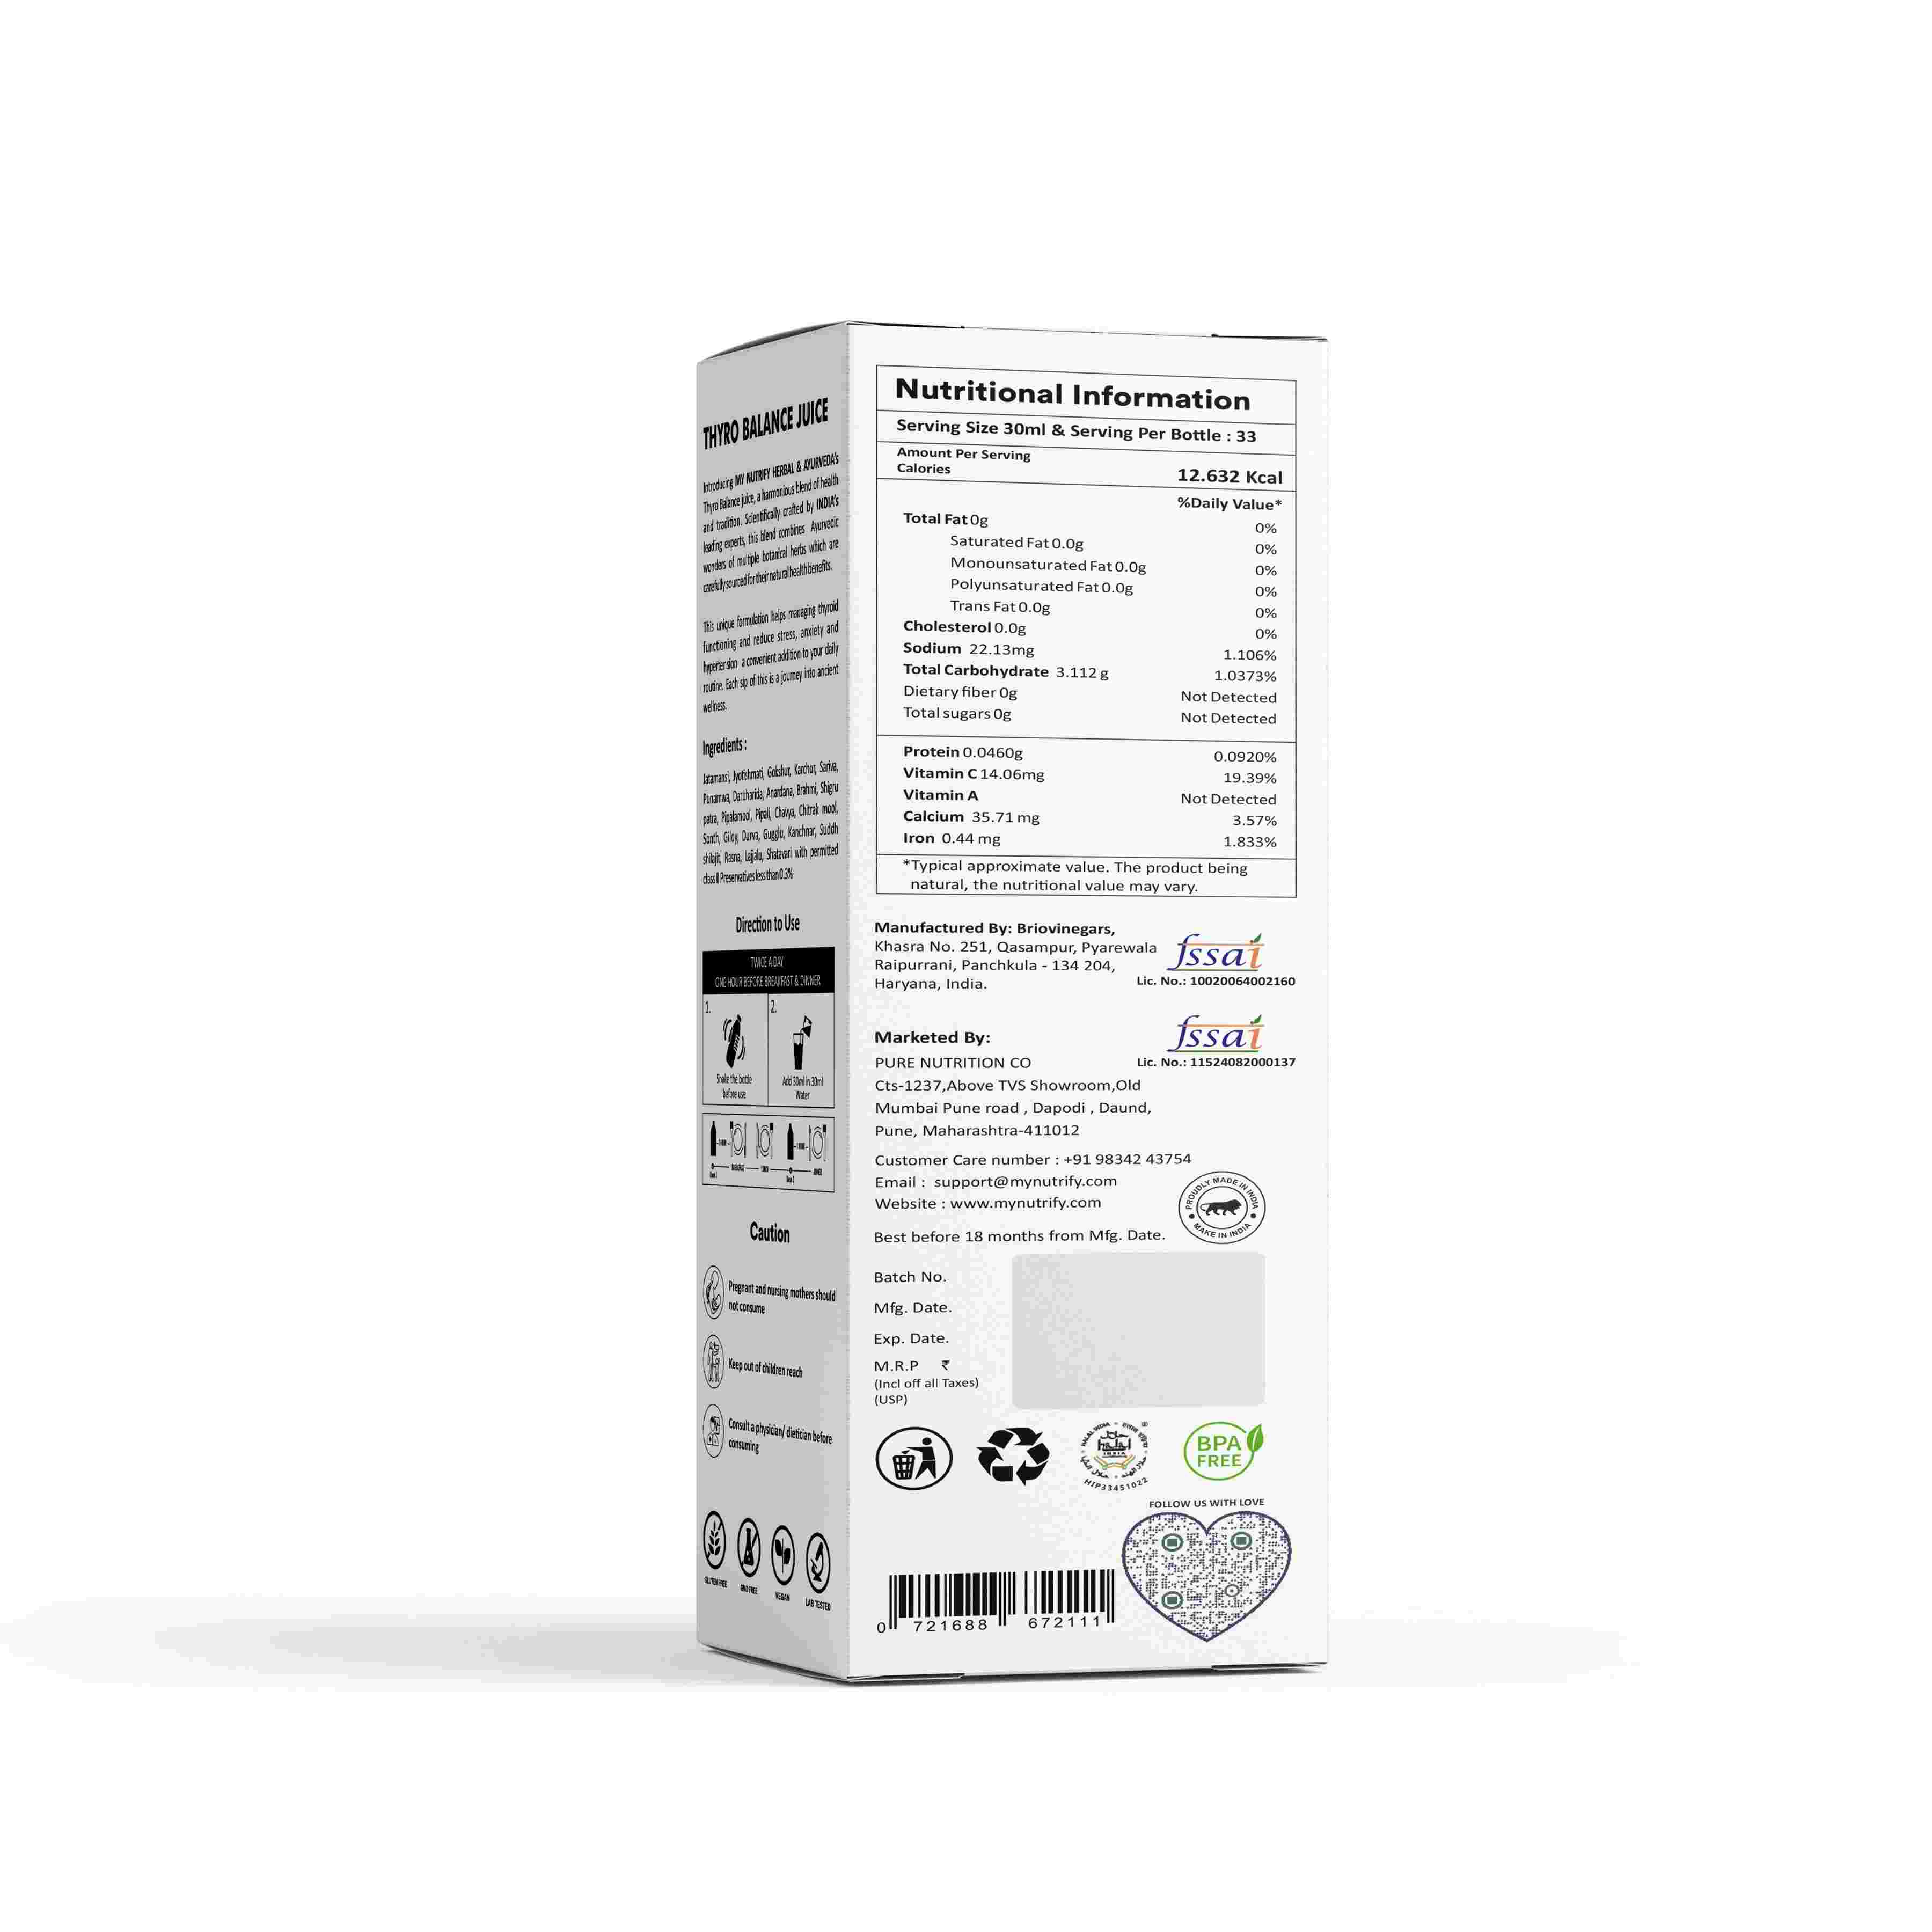 THYRO BALANCE JUICE
Introducing MY NUTRIFY HERBAL & AYURVEDA's
Thyro Balance juice, a harmonious blend of health
and tradition. Scientifically crafted by INDIA's
leading experts, this blend combines Ayurvedic
wonders of multiple botanical herbs which are
carefully sourced for their natural health benefits.
This unique formulation helps managing thyroid
functioning and reduce stress, anxiety and
hypertension a convenient addition to your daily
routine. Each sip of this is a journey into ancient
wellness.
Ingredients :
Jatamansi, Jyotishmati, Gokshur, Karchur, Sariva,
Punarnwa, Daruharida, Anardana, Brahmi, Shigru
patra, Pipalamool, Pipali, Chavya, Chitrak mool,
Sonth, Giloy, Durva, Gugglu, Kanchnar, Suddh
shilajit, Rasna, Lajjalu, Shatavari with permitted
class II Preservatives less than 0.3%
Direction to Use
TWICE A DAY
ONE HOUR BEFORE BREAKFAST & DINNER
1.
2.
Shake the bottle
before use
Add 30ml in 30ml
Water
BREAKFAST
LUNCH
DINNER
Dose 1
Dose 2
Caution
Pregnant and nursing mothers should
not consume
Keep out of children reach
Consult a physician/ dietician before
consuming
GLUTEN FREE
GMO FREE
VEGAN
LAB TESTED
Nutritional Information
Serving Size 30ml & Serving Per Bottle : 33
Amount Per Serving
Calories 12.632 Kcal
%Daily Value*
Total Fat 0g 0%
Saturated Fat 0.0g 0%
Monounsaturated Fat 0.0g 0%
Polyunsaturated Fat 0.0g 0%
Trans Fat 0.0g 0%
Cholesterol 0.0g 0%
Sodium 22.13mg 1.106%
Total Carbohydrate 3.112 g 1.0373%
Dietary fiber 0g Not Detected
Total sugars 0g Not Detected
Protein 0.0460g 0.0920%
Vitamin C 14.06mg 19.39%
Vitamin A Not Detected
Calcium 35.71 mg 3.57%
Iron 0.44 mg 1.833%
*Typical approximate value. The product being
natural, the nutritional value may vary.
Manufactured By: Briovinegars,
Khasra No. 251, Qasampur, Pyarewala
Raipurrani, Panchkula - 134 204,
Haryana, India.
fssai
Lic. No.: 10020064002160
Marketed By:
PURE NUTRITION CO
Cts-1237,Above TVS Showroom,Old
Mumbai Pune road , Dapodi , Daund,
Pune, Maharashtra-411012
fssai
Lic. No.: 11524082000137
Customer Care number : +91 98342 43754
Email : support@mynutrify.com
Website : www.mynutrify.com
PROUDLY MADE IN INDIA
MAKE IN INDIA
Best before 18 months from Mfg. Date.
Batch No.
Mfg. Date.
Exp. Date.
M.R.P ₹
(Incl off all Taxes)
(USP)
HALAL INDIA
halal
INDIA
HIP33451022
BPA
FREE
FOLLOW US WITH LOVE
0 721688 672111